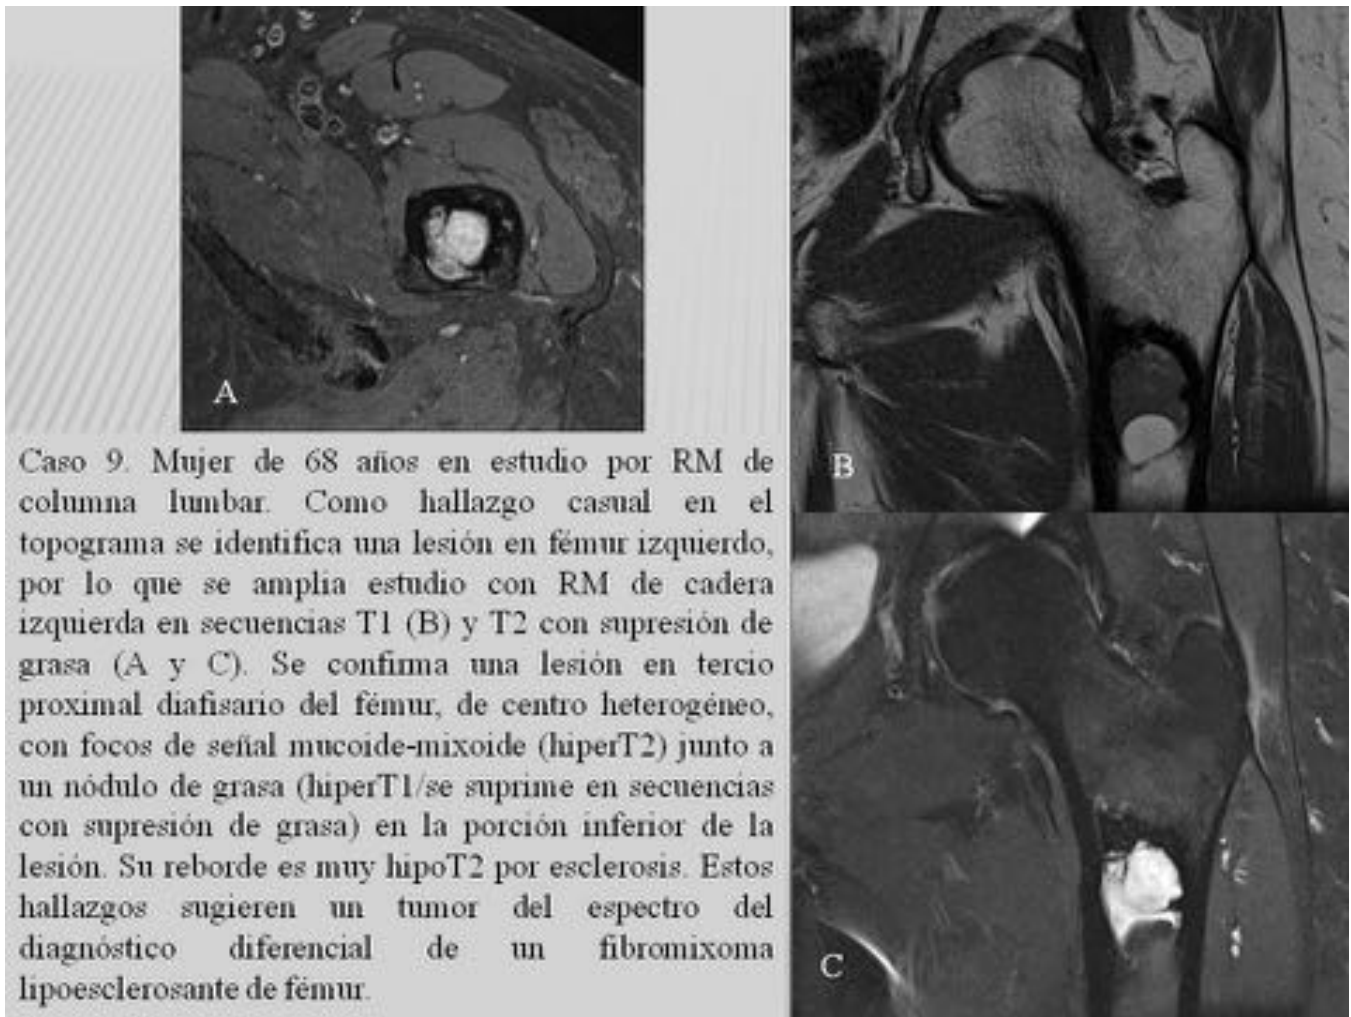 A
B
Caso 9. Mujer de 68 años en estudio por RM de
columna lumbar. Como hallazgo casual en el
topograma se identifica una lesión en fémur izquierdo,
por lo que se amplia estudio con RM de cadera
izquierda en secuencias T1 (B) y T2 con supresión de
grasa (A y C). Se confirma una lesión en tercio
proximal diafisario del fémur, de centro heterogéneo,
con focos de señal mucoide-mixoide (hiperT2) junto a
un nódulo de grasa (hiperT1/se suprime en secuencias
con supresión de grasa) en la porción inferior de la
lesión. Su reborde es muy hipoT2 por esclerosis. Estos
hallazgos sugieren un tumor del espectro del
diagnóstico diferencial de un fibromixoma
lipoesclerosante de fémur.
C